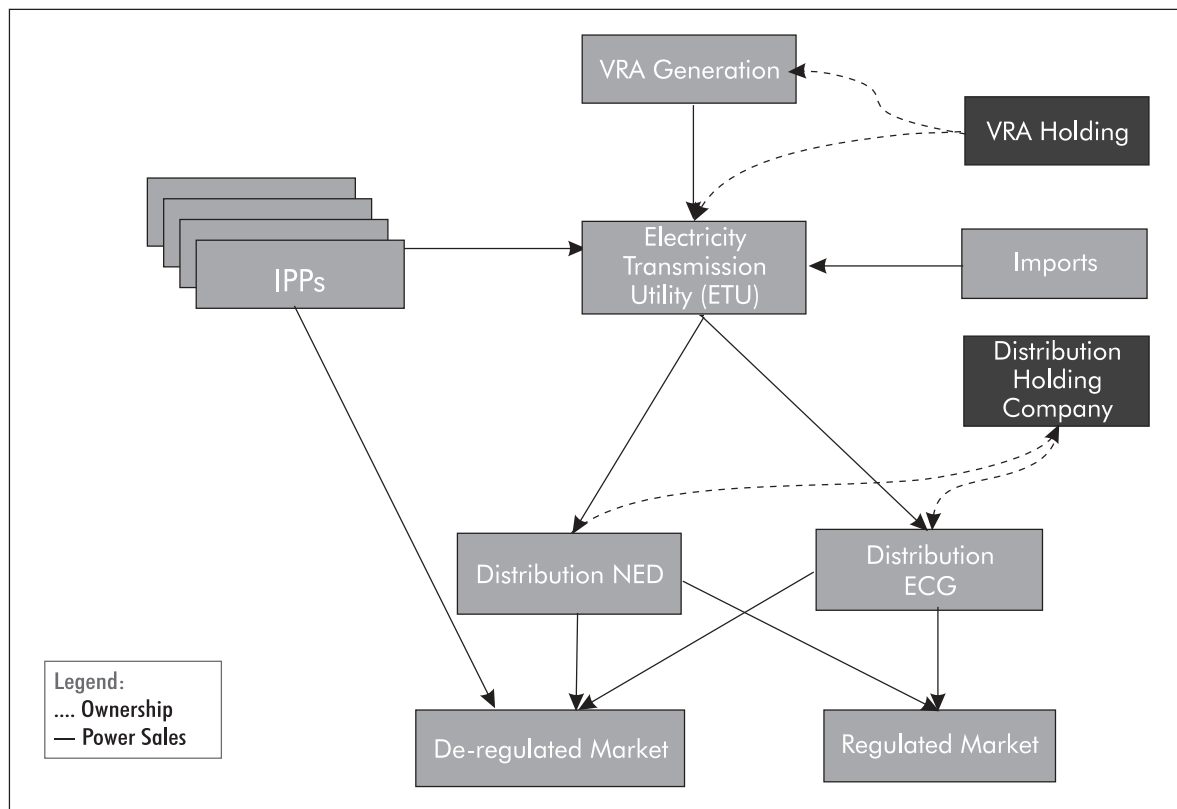 VRA Generation
VRA Holding
Electricity
Transmission
Utility (ETU)
IPPs
Imports
Distribution
Holding
Company
Distribution NED
Distribution
ECG
Legend:
.... Ownership
— Power Sales
De-regulated Market
Regulated Market